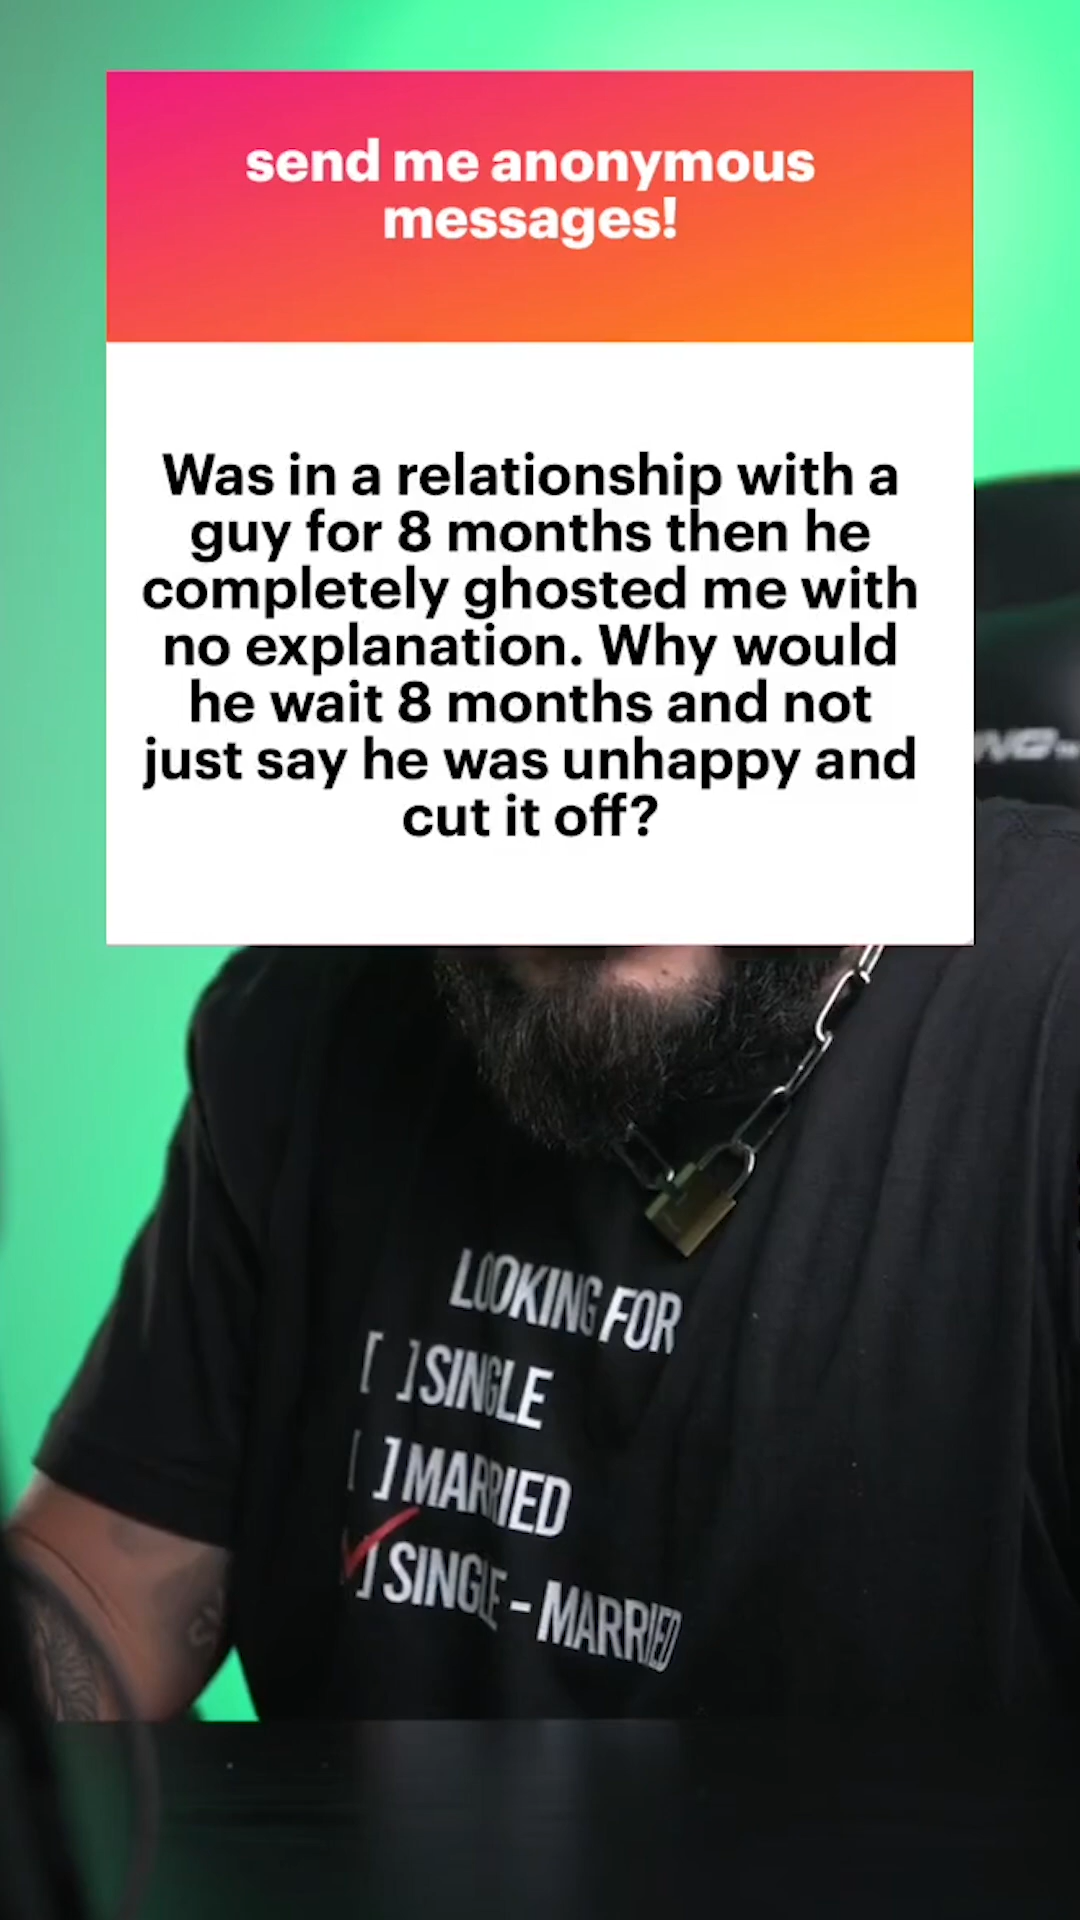 send me anonymous
messages!
Was in a relationship with a
guy for 8 months then he
completely ghosted me with
no explanation. Why would
he wait 8 months and not
just say he was unhappy and
cut it off?
LOOKING FOR
[ ] SINGLE
[ ] MARRIED
[✓] SINGLE - MARRIED